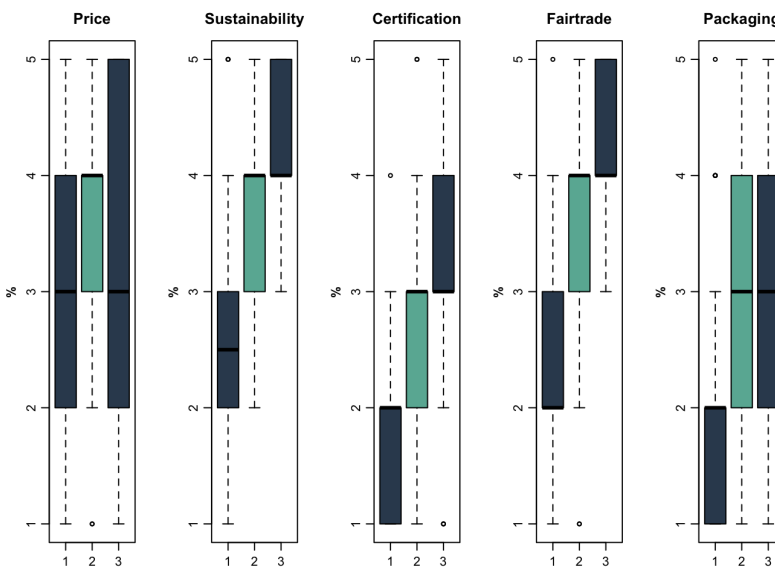 Price Sustainability Certification Fairtrade Packaging
5 5 5 5 5
4 4 4 4 4
% 3 % 3 % 3 % 3 % 3
2 2 2 2 2
1 1 1 1 1
1 2 3 1 2 3 1 2 3 1 2 3 1 2 3